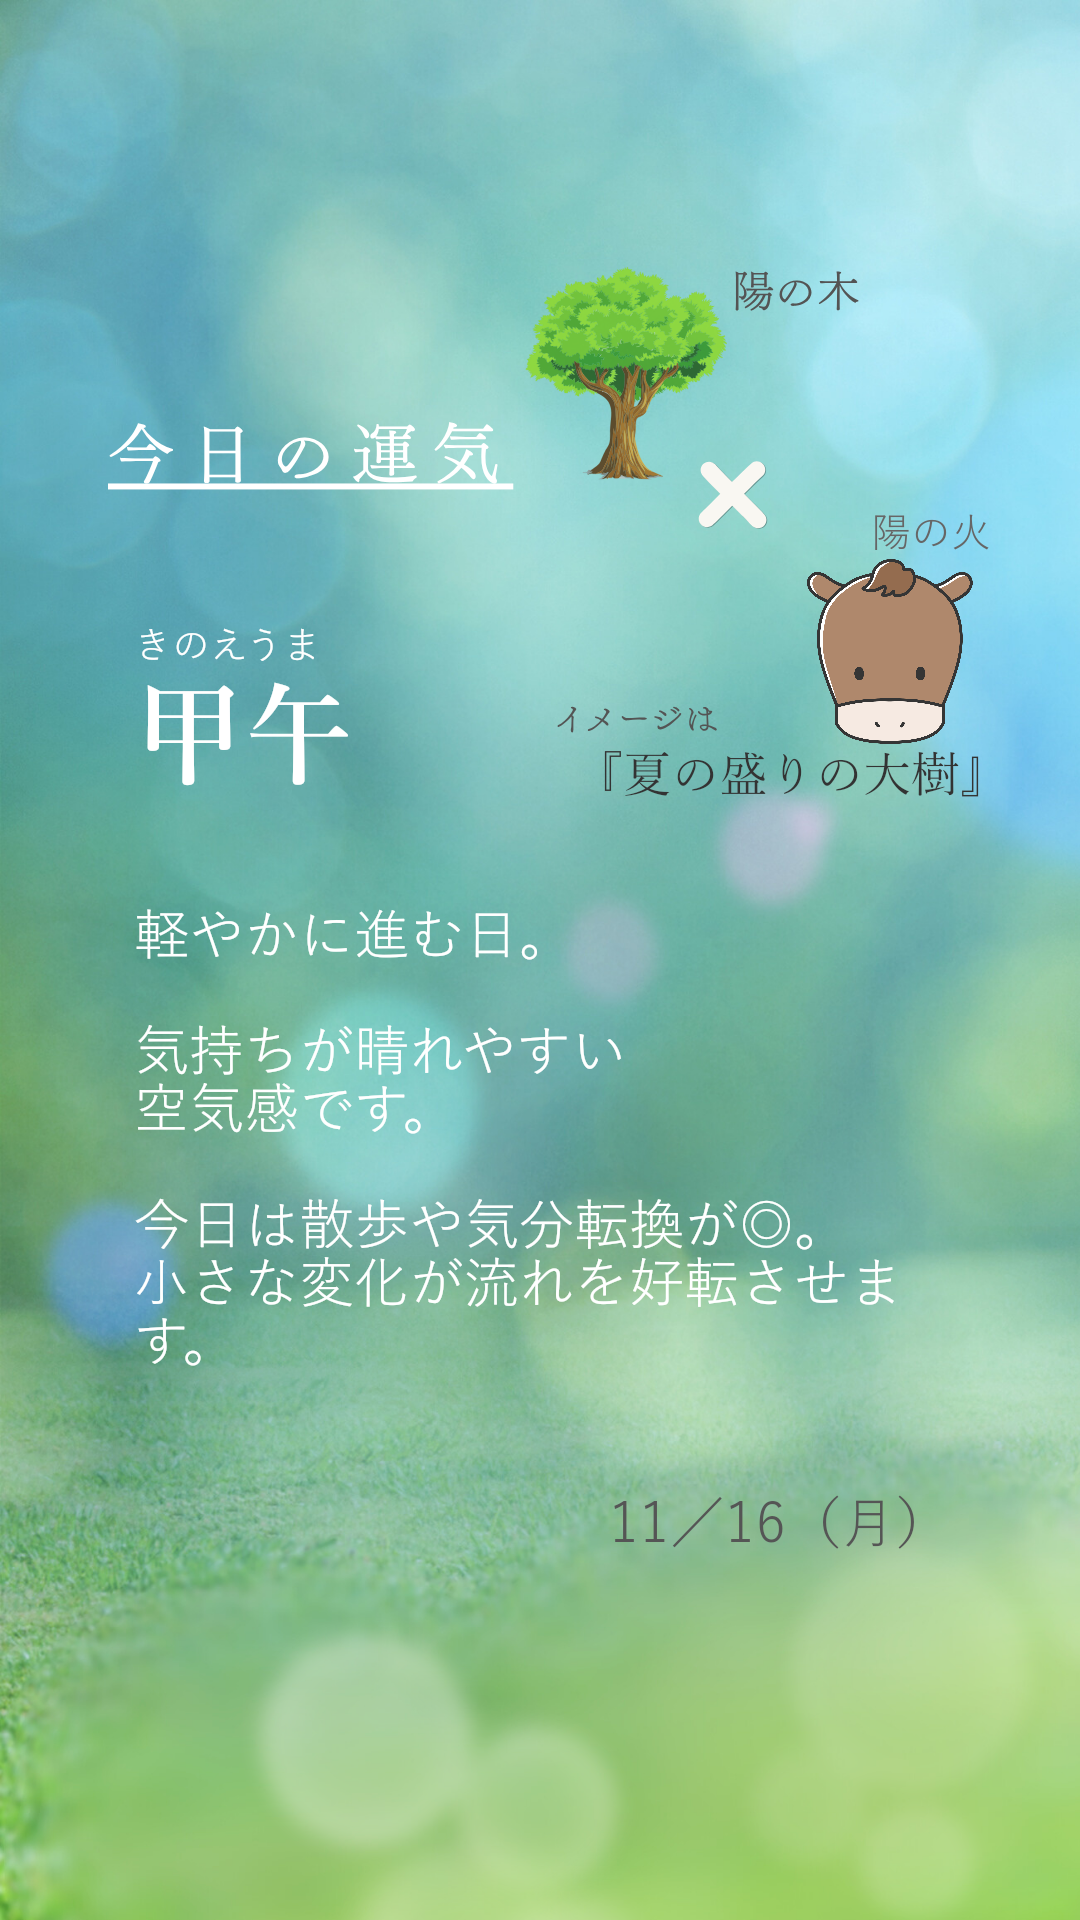 陽の木
今日の運気
陽の火
きのえうま
甲午
イメージは
『夏の盛りの大樹』
軽やかに進む日。
気持ちが晴れやすい
空気感です。
今日は散歩や気分転換が◎。
小さな変化が流れを好転させま
す。
11／16（月）